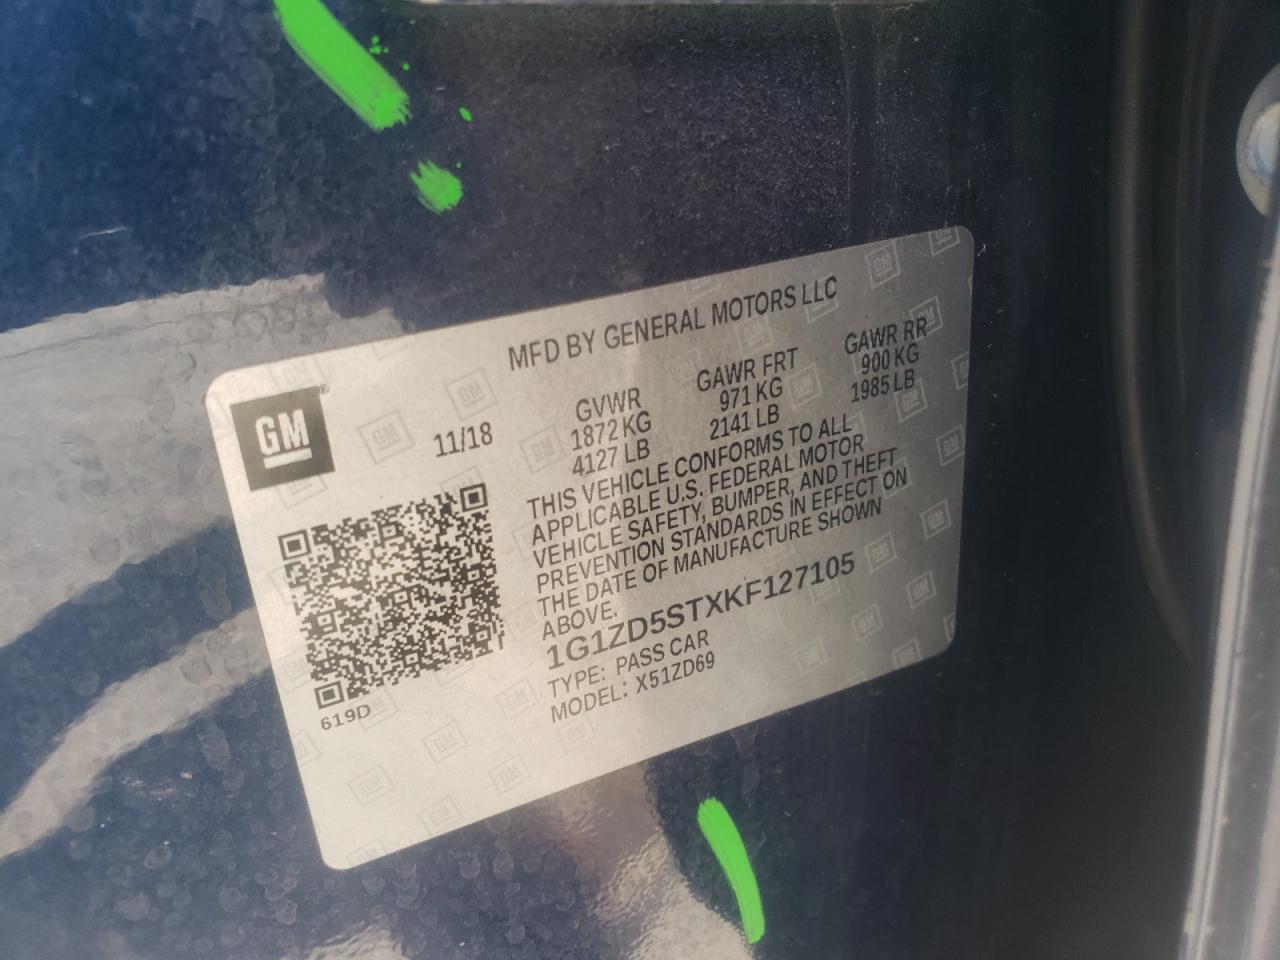 MFD BY GENERAL MOTORS LLC
GM
11/18
GVWR GAWR FRT GAWR RR
1872 KG 971 KG 900 KG
4127 LB 2141 LB 1985 LB
THIS VEHICLE CONFORMS TO ALL
APPLICABLE U.S. FEDERAL MOTOR
VEHICLE SAFETY, BUMPER, AND THEFT
PREVENTION STANDARDS IN EFFECT ON
THE DATE OF MANUFACTURE SHOWN
ABOVE.
1G1ZD5STXKF127105
TYPE: PASS CAR
MODEL: X51ZD69
619D